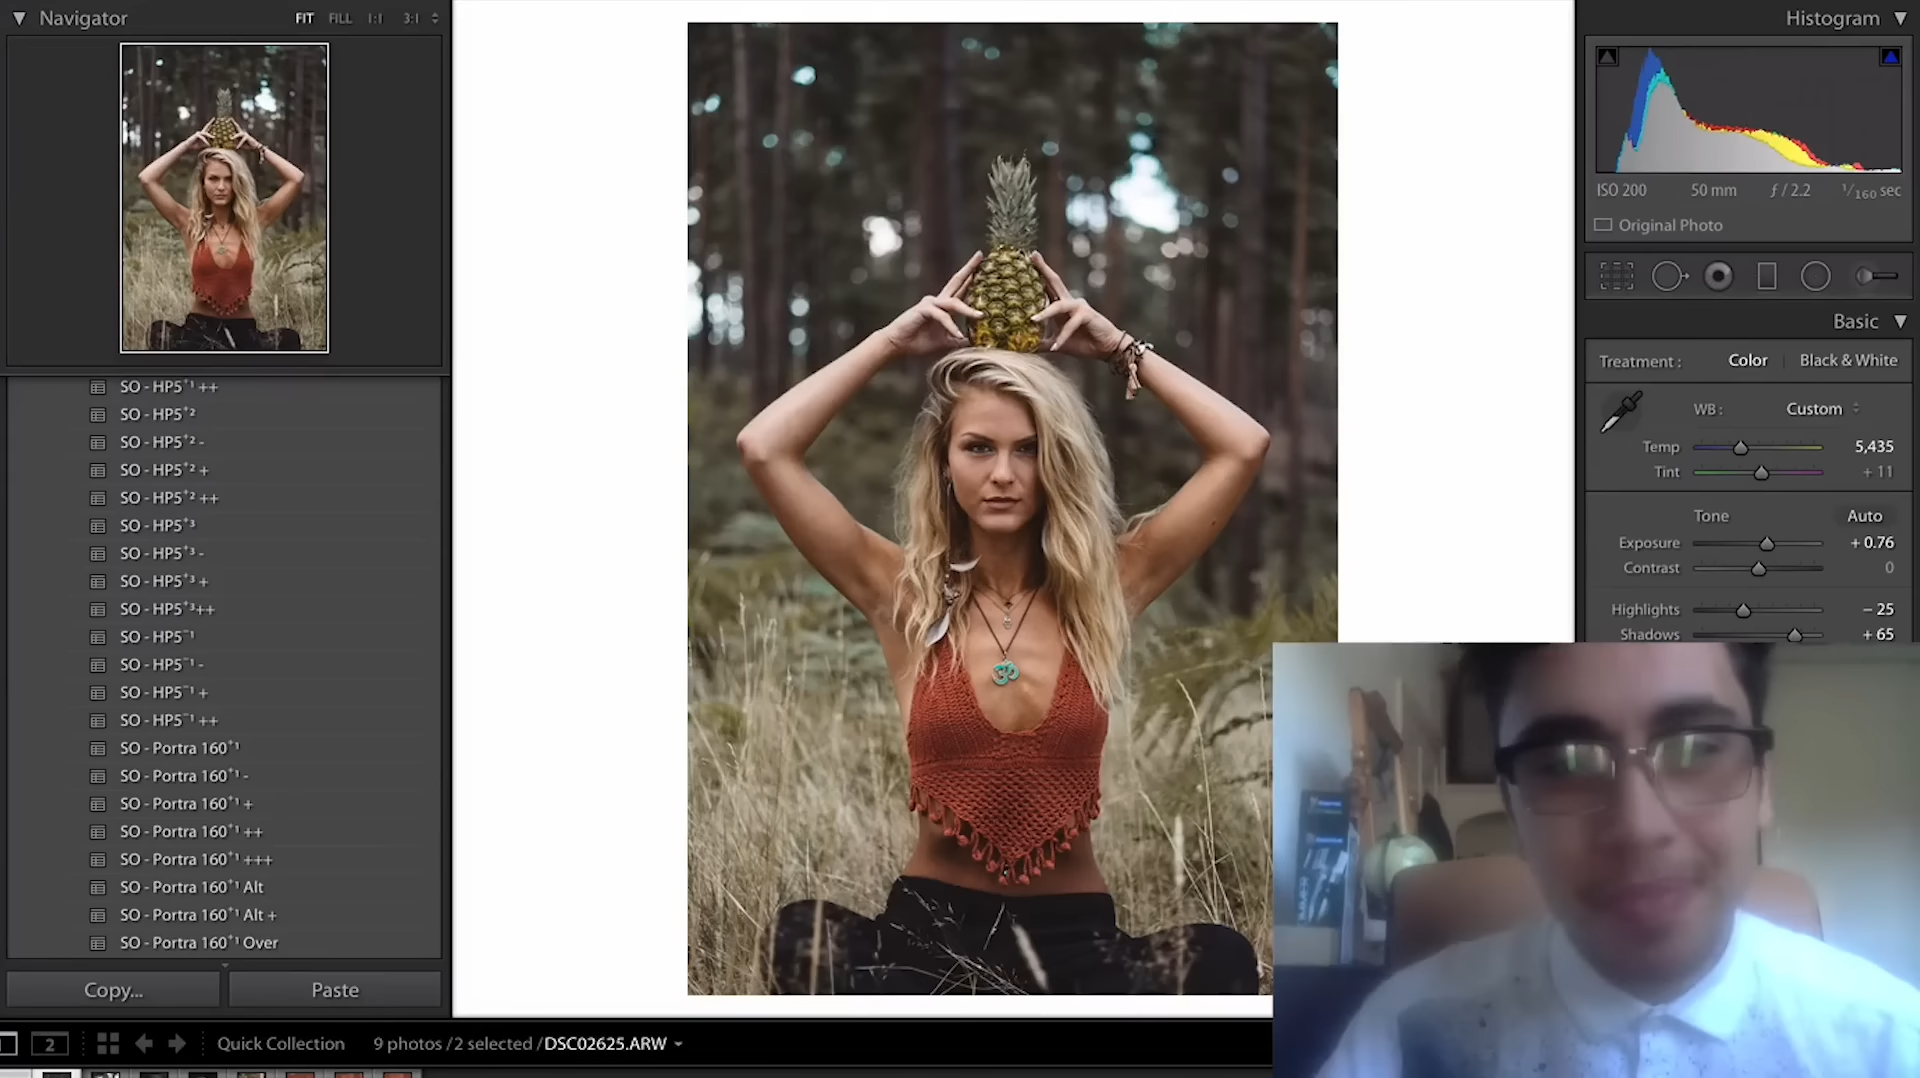 Navigator
FIT FILL 1:1 3:1
SO - HP5⁺¹ ++
SO - HP5⁺²
SO - HP5⁺² -
SO - HP5⁺² +
SO - HP5⁺² ++
SO - HP5⁺³
SO - HP5⁺³ -
SO - HP5⁺³ +
SO - HP5⁺³++
SO - HP5⁻¹
SO - HP5⁻¹ -
SO - HP5⁻¹ +
SO - HP5⁻¹ ++
SO - Portra 160⁺¹
SO - Portra 160⁺¹ -
SO - Portra 160⁺¹ +
SO - Portra 160⁺¹ ++
SO - Portra 160⁺¹ +++
SO - Portra 160⁺¹ Alt
SO - Portra 160⁺¹ Alt +
SO - Portra 160⁺¹ Over
Copy... Paste
2 Quick Collection 9 photos /2 selected /DSC02625.ARW
Histogram
ISO 200 50 mm ƒ / 2.2 1/160 sec
Original Photo
Basic
Treatment : Color Black & White
WB : Custom
Temp 5,435
Tint + 11
Tone Auto
Exposure + 0.76
Contrast 0
Highlights - 25
Shadows + 65